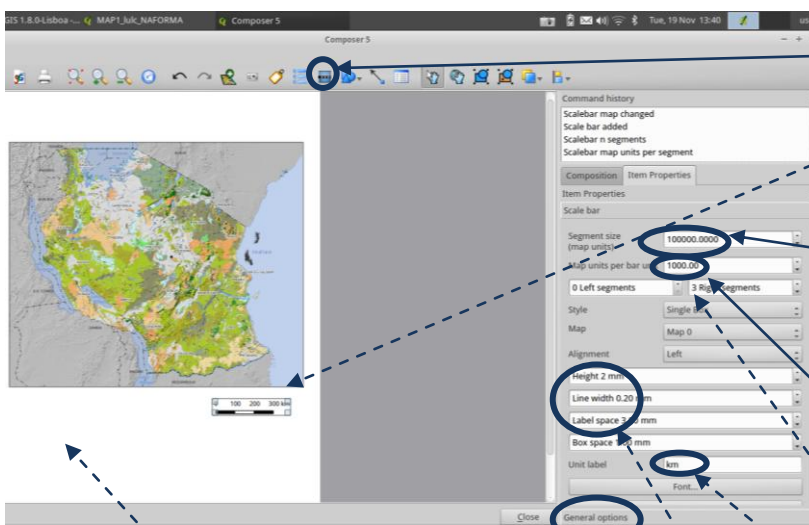 GIS 1.8.0-Lisboa -... MAP1_lulc_NAFORMA Composer 5 Tue, 19 Nov 13:40 us
Composer 5
Command history
Scalebar map changed
Scale bar added
Scalebar n segments
Scalebar map units per segment
Composition Item Properties
Item Properties
Scale bar
Segment size
(map units) 100000.0000
Map units per bar u 1000.00
0 Left segments 3 Right segments
Style Single B
Map Map 0
Alignment Left
Height 2 mm
Line width 0.20 mm
Label space 3. mm
Box space 1. mm
Unit label km
Font...
100 200 300 km
Close General options